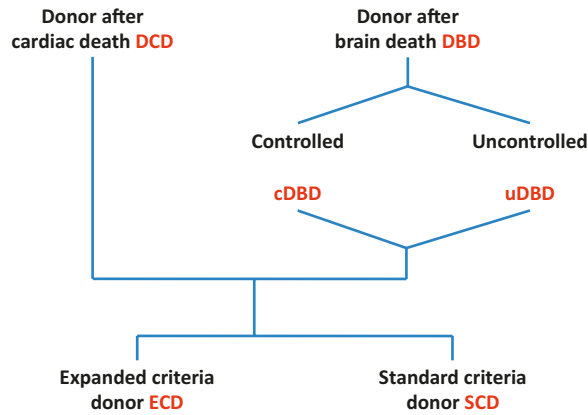 Donor after
cardiac death DCD
Donor after
brain death DBD
Controlled
Uncontrolled
cDBD
uDBD
Expanded criteria
donor ECD
Standard criteria
donor SCD